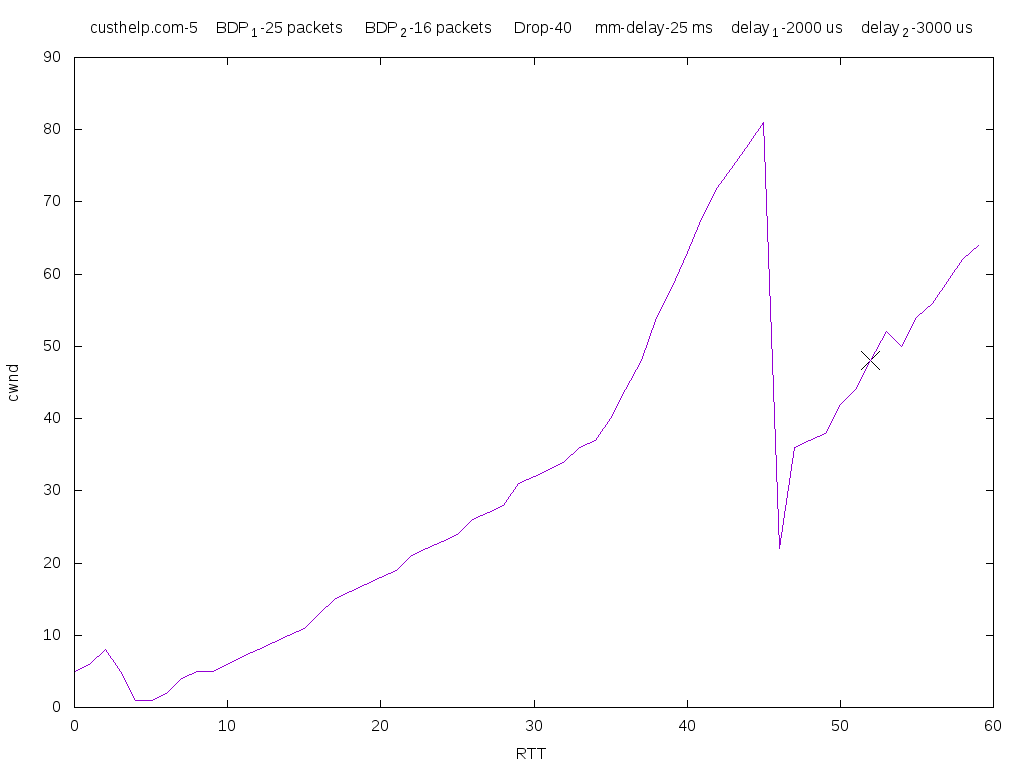 custhelp.com-5 BDP1-25 packets BDP2-16 packets Drop-40 mm-delay-25 ms delay1-2000 us delay2-3000 us
90
80
70
60
50
40
30
20
10
0
cwnd
0 10 20 30 40 50 60
RTT